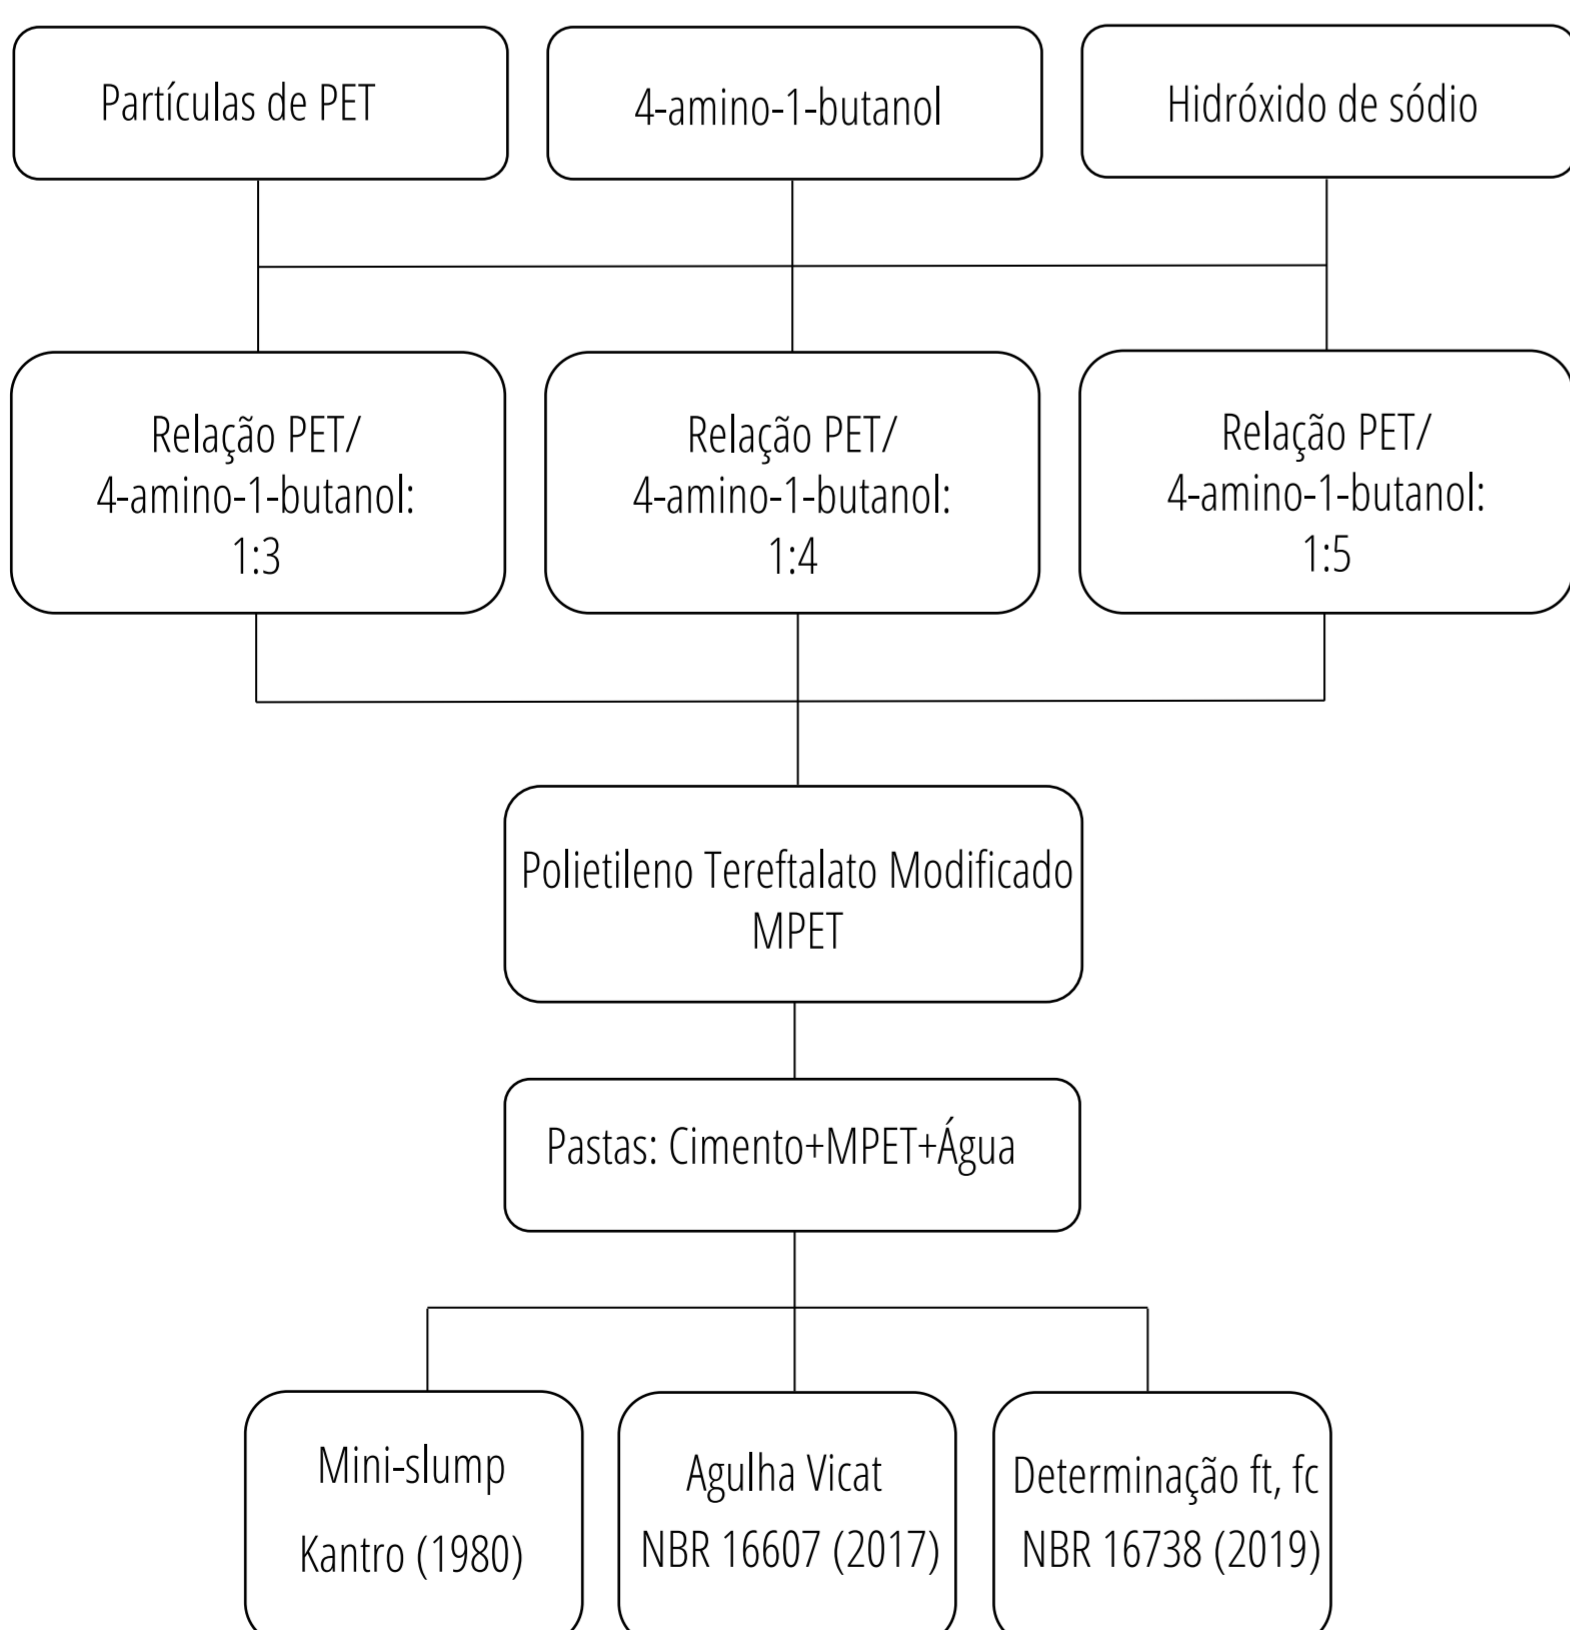 Partículas de PET
4-amino-1-butanol
Hidróxido de sódio
Relação PET/
4-amino-1-butanol:
1:3
Relação PET/
4-amino-1-butanol:
1:4
Relação PET/
4-amino-1-butanol:
1:5
Polietileno Tereftalato Modificado
MPET
Pastas: Cimento+MPET+Água
Mini-slump
Kantro (1980)
Agulha Vicat
NBR 16607 (2017)
Determinação ft, fc
NBR 16738 (2019)